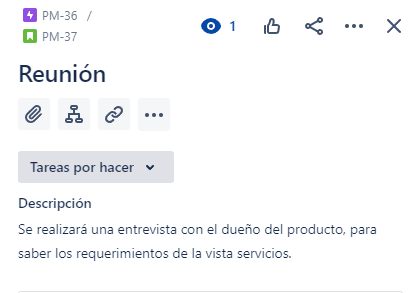 PM-36 /
PM-37
1
Reunión
Tareas por hacer
Descripción
Se realizará una entrevista con el dueño del producto, para
saber los requerimientos de la vista servicios.